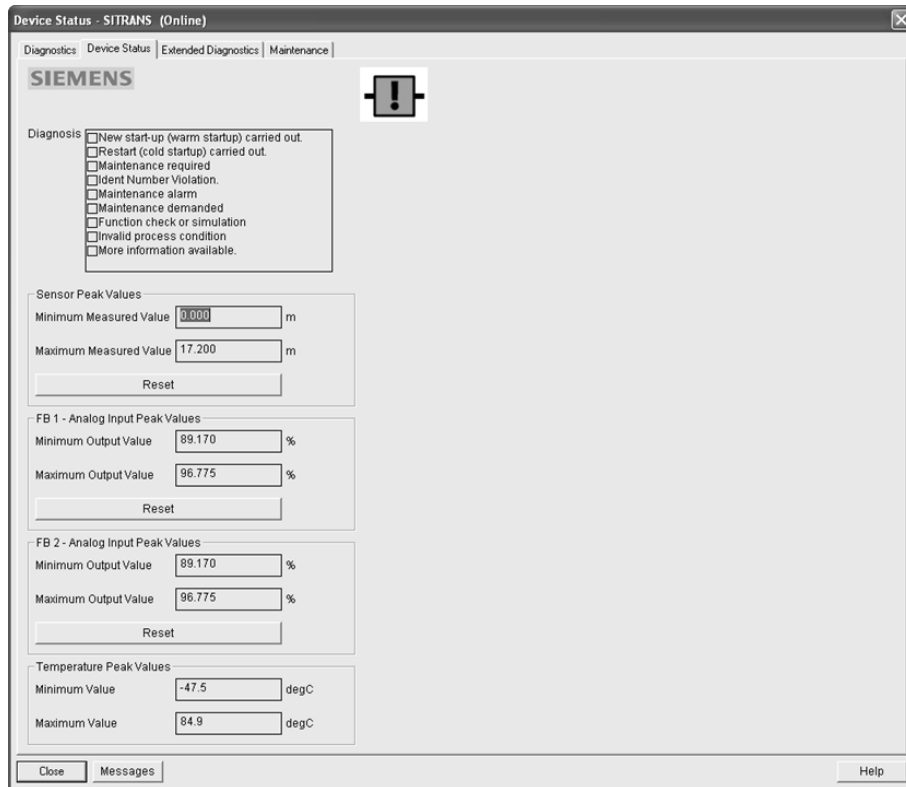 Device Status - SITRANS (Online)
Diagnostics Device Status Extended Diagnostics Maintenance
SIEMENS
Diagnosis
New start-up (warm startup) carried out.
Restart (cold startup) carried out.
Maintenance required
Ident Number Violation.
Maintenance alarm
Maintenance demanded
Function check or simulation
Invalid process condition
More information available.
Sensor Peak Values
Minimum Measured Value 0.000 m
Maximum Measured Value 17.200 m
Reset
FB 1 - Analog Input Peak Values
Minimum Output Value 89.170 %
Maximum Output Value 96.775 %
Reset
FB 2 - Analog Input Peak Values
Minimum Output Value 89.170 %
Maximum Output Value 96.775 %
Reset
Temperature Peak Values
Minimum Value -47.5 degC
Maximum Value 84.9 degC
Close Messages Help